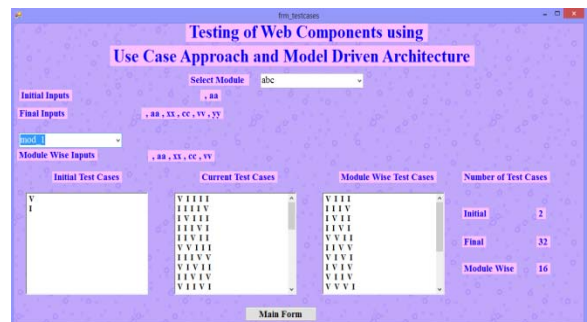 frm_testcases
Testing of Web Components using
Use Case Approach and Model Driven Architecture
Select Module abc
Initial Inputs , aa
Final Inputs , aa , xx , cc , vv , yy
mod_1
Module Wise Inputs , aa , xx , cc , vv
Initial Test Cases Current Test Cases Module Wise Test Cases Number of Test Cases
V
I
V I I I I
I I I I V
I V I I I
I I I V I
I I V I I
V V I I I
I I I V V
V I V I I
I I V I V
V I I V I
V I I I
I I I V
I V I I
I I V I
V V I I
I I V V
V I V I
I V I V
V I I V
V V V I
Initial 2
Final 32
Module Wise 16
Main Form